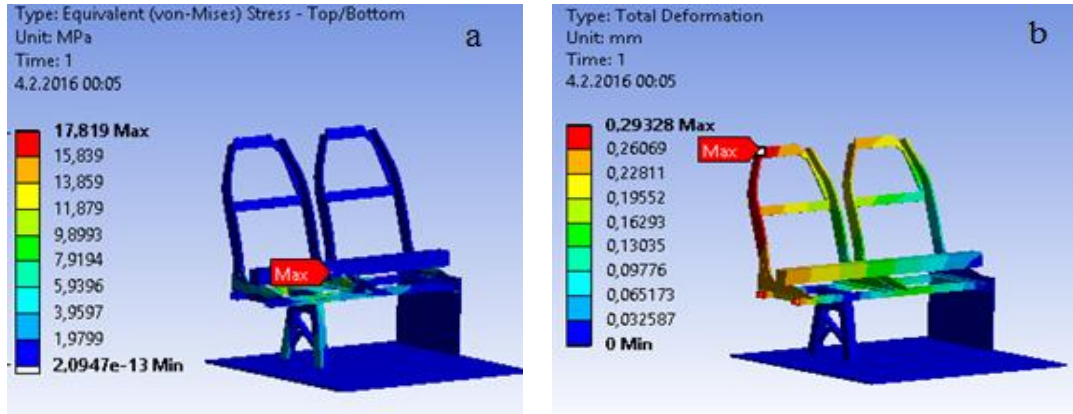 Type: Equivalent (von-Mises) Stress - Top/Bottom
Unit: MPa
Time: 1
4.2.2016 00:05
a
17,819 Max
15,839
13,859
11,879
9,8993
7,9194
5,9396
3,9597
1,9799
2,0947e-13 Min
Max
Type: Total Deformation
Unit: mm
Time: 1
4.2.2016 00:05
b
0,29328 Max
0,26069
0,22811
0,19552
0,16293
0,13035
0,09776
0,065173
0,032587
0 Min
Max